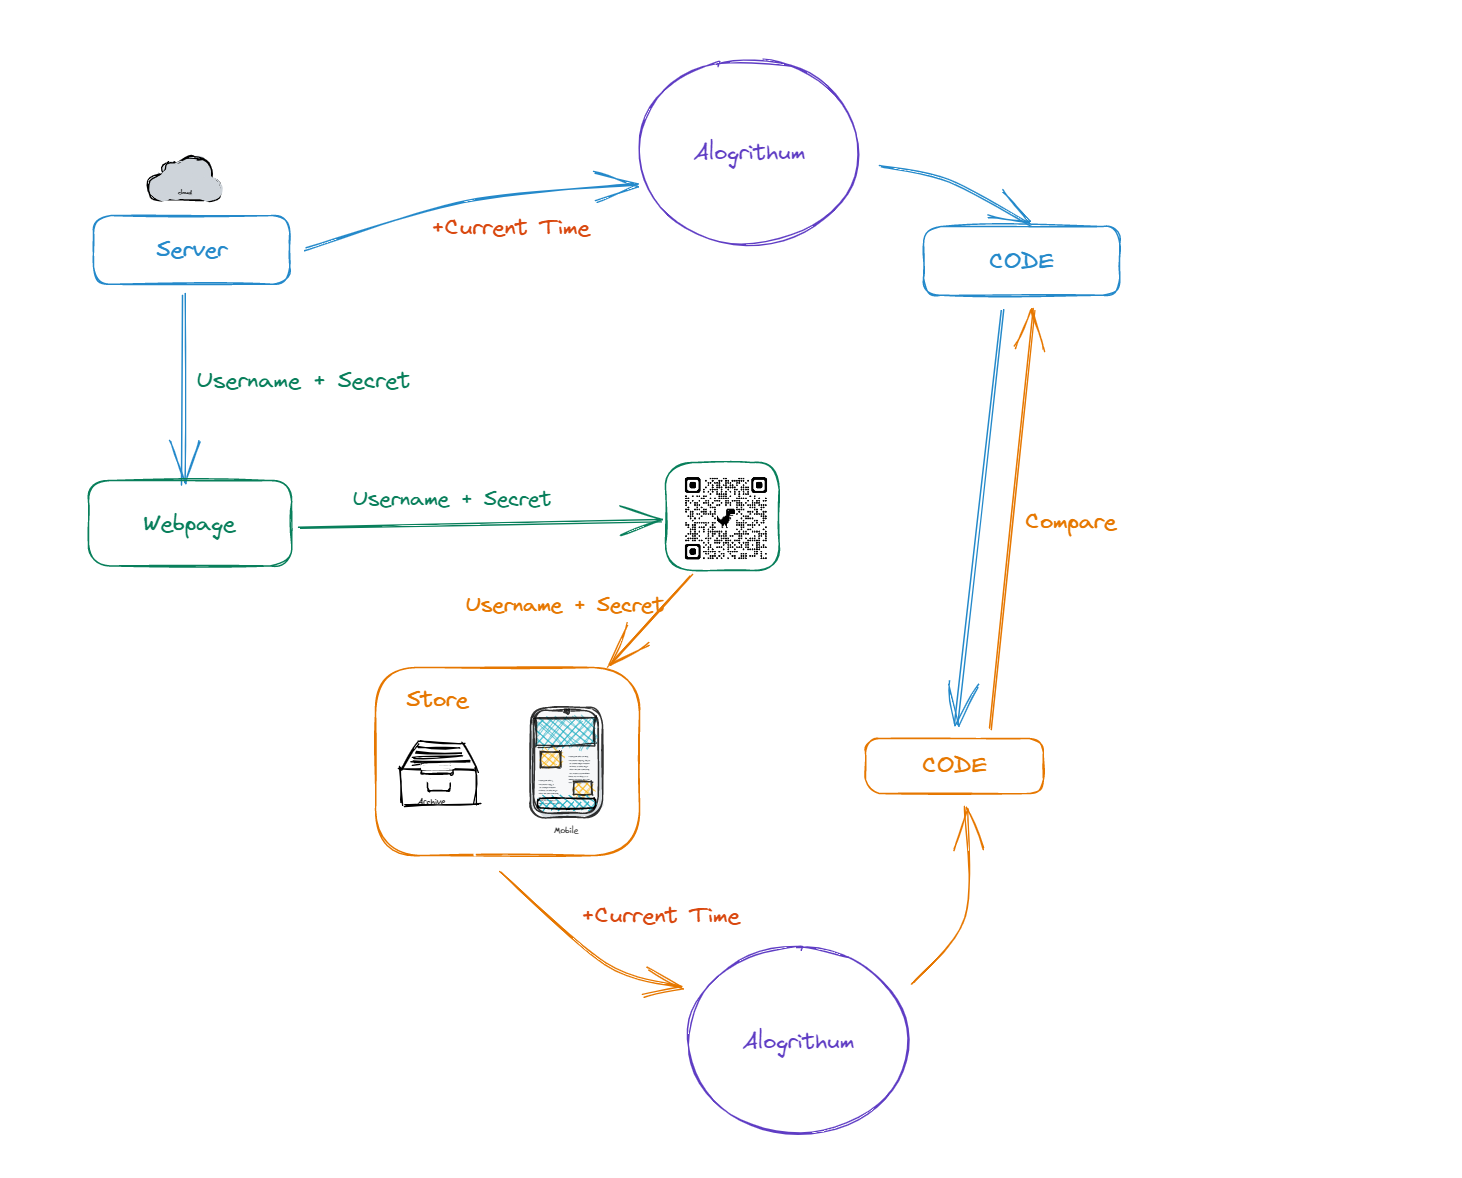 Alogrithum
cloud
+Current Time
Server
CODE
Username + Secret
Username + Secret
Webpage
Compare
Username + Secret
Store
CODE
Archive
Mobile
+Current Time
Alogrithum